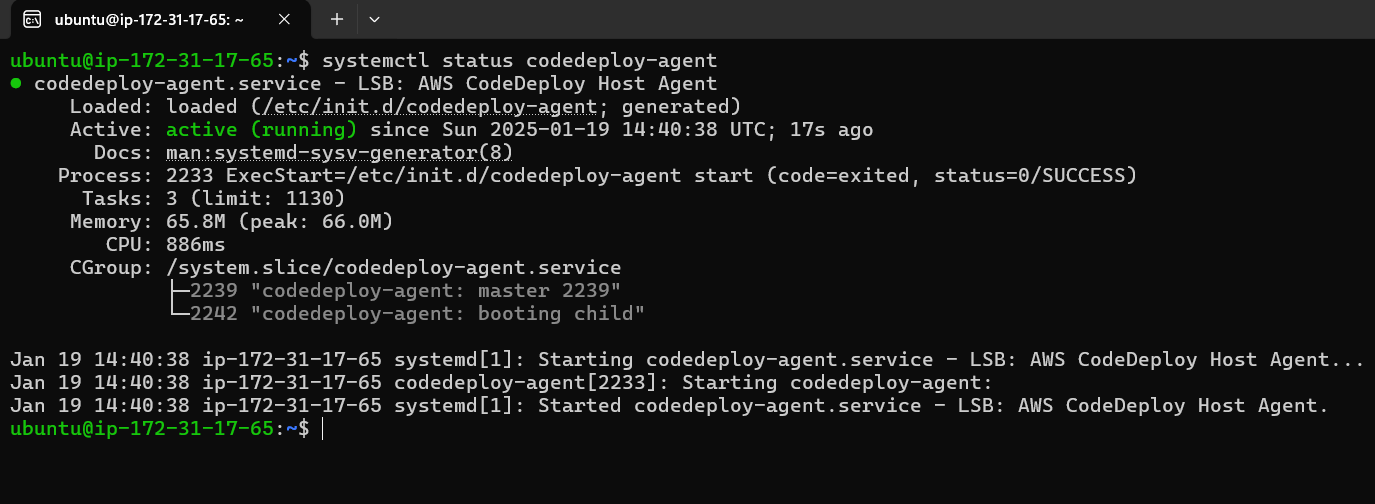 ubuntu@ip-172-31-17-65: ~
ubuntu@ip-172-31-17-65:~$ systemctl status codedeploy-agent
● codedeploy-agent.service - LSB: AWS CodeDeploy Host Agent
     Loaded: loaded (/etc/init.d/codedeploy-agent; generated)
     Active: active (running) since Sun 2025-01-19 14:40:38 UTC; 17s ago
       Docs: man:systemd-sysv-generator(8)
    Process: 2233 ExecStart=/etc/init.d/codedeploy-agent start (code=exited, status=0/SUCCESS)
      Tasks: 3 (limit: 1130)
     Memory: 65.8M (peak: 66.0M)
        CPU: 886ms
     CGroup: /system.slice/codedeploy-agent.service
             ├─2239 "codedeploy-agent: master 2239"
             └─2242 "codedeploy-agent: booting child"
Jan 19 14:40:38 ip-172-31-17-65 systemd[1]: Starting codedeploy-agent.service - LSB: AWS CodeDeploy Host Agent...
Jan 19 14:40:38 ip-172-31-17-65 codedeploy-agent[2233]: Starting codedeploy-agent:
Jan 19 14:40:38 ip-172-31-17-65 systemd[1]: Started codedeploy-agent.service - LSB: AWS CodeDeploy Host Agent.
ubuntu@ip-172-31-17-65:~$